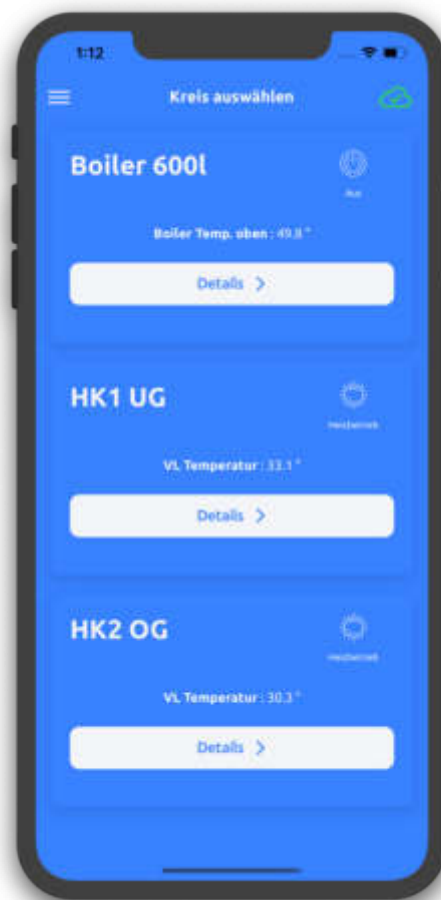 1:12
Kreis auswählen
Boiler 600l
Aus
Boiler Temp. oben : 49.8 °
Details
HK1 UG
Heizbetrieb
VL Temperatur : 33.1 °
Details
HK2 OG
Heizbetrieb
VL Temperatur : 30.3 °
Details